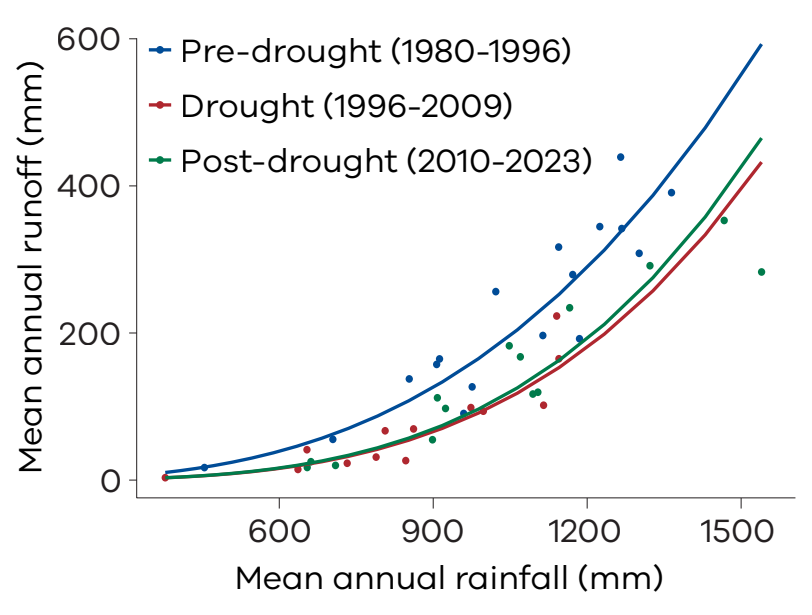 600
Pre-drought (1980-1996)
Drought (1996-2009)
Post-drought (2010-2023)
400
200
0
600 900 1200 1500
Mean annual rainfall (mm)
Mean annual runoff (mm)